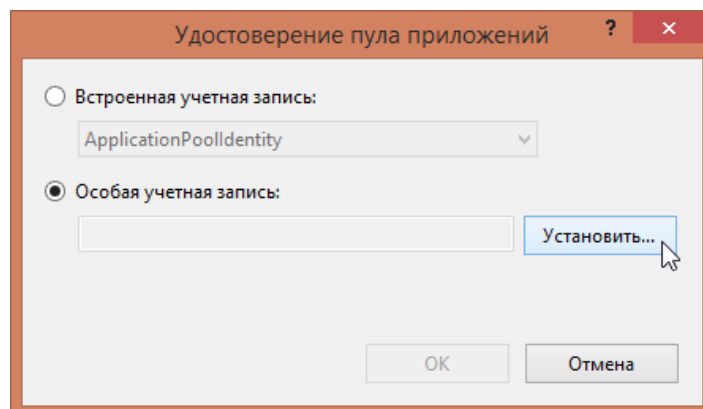 Удостоверение пула приложений
?
×
Встроенная учетная запись:
ApplicationPoolIdentity
Особая учетная запись:
Установить...
OK
Отмена